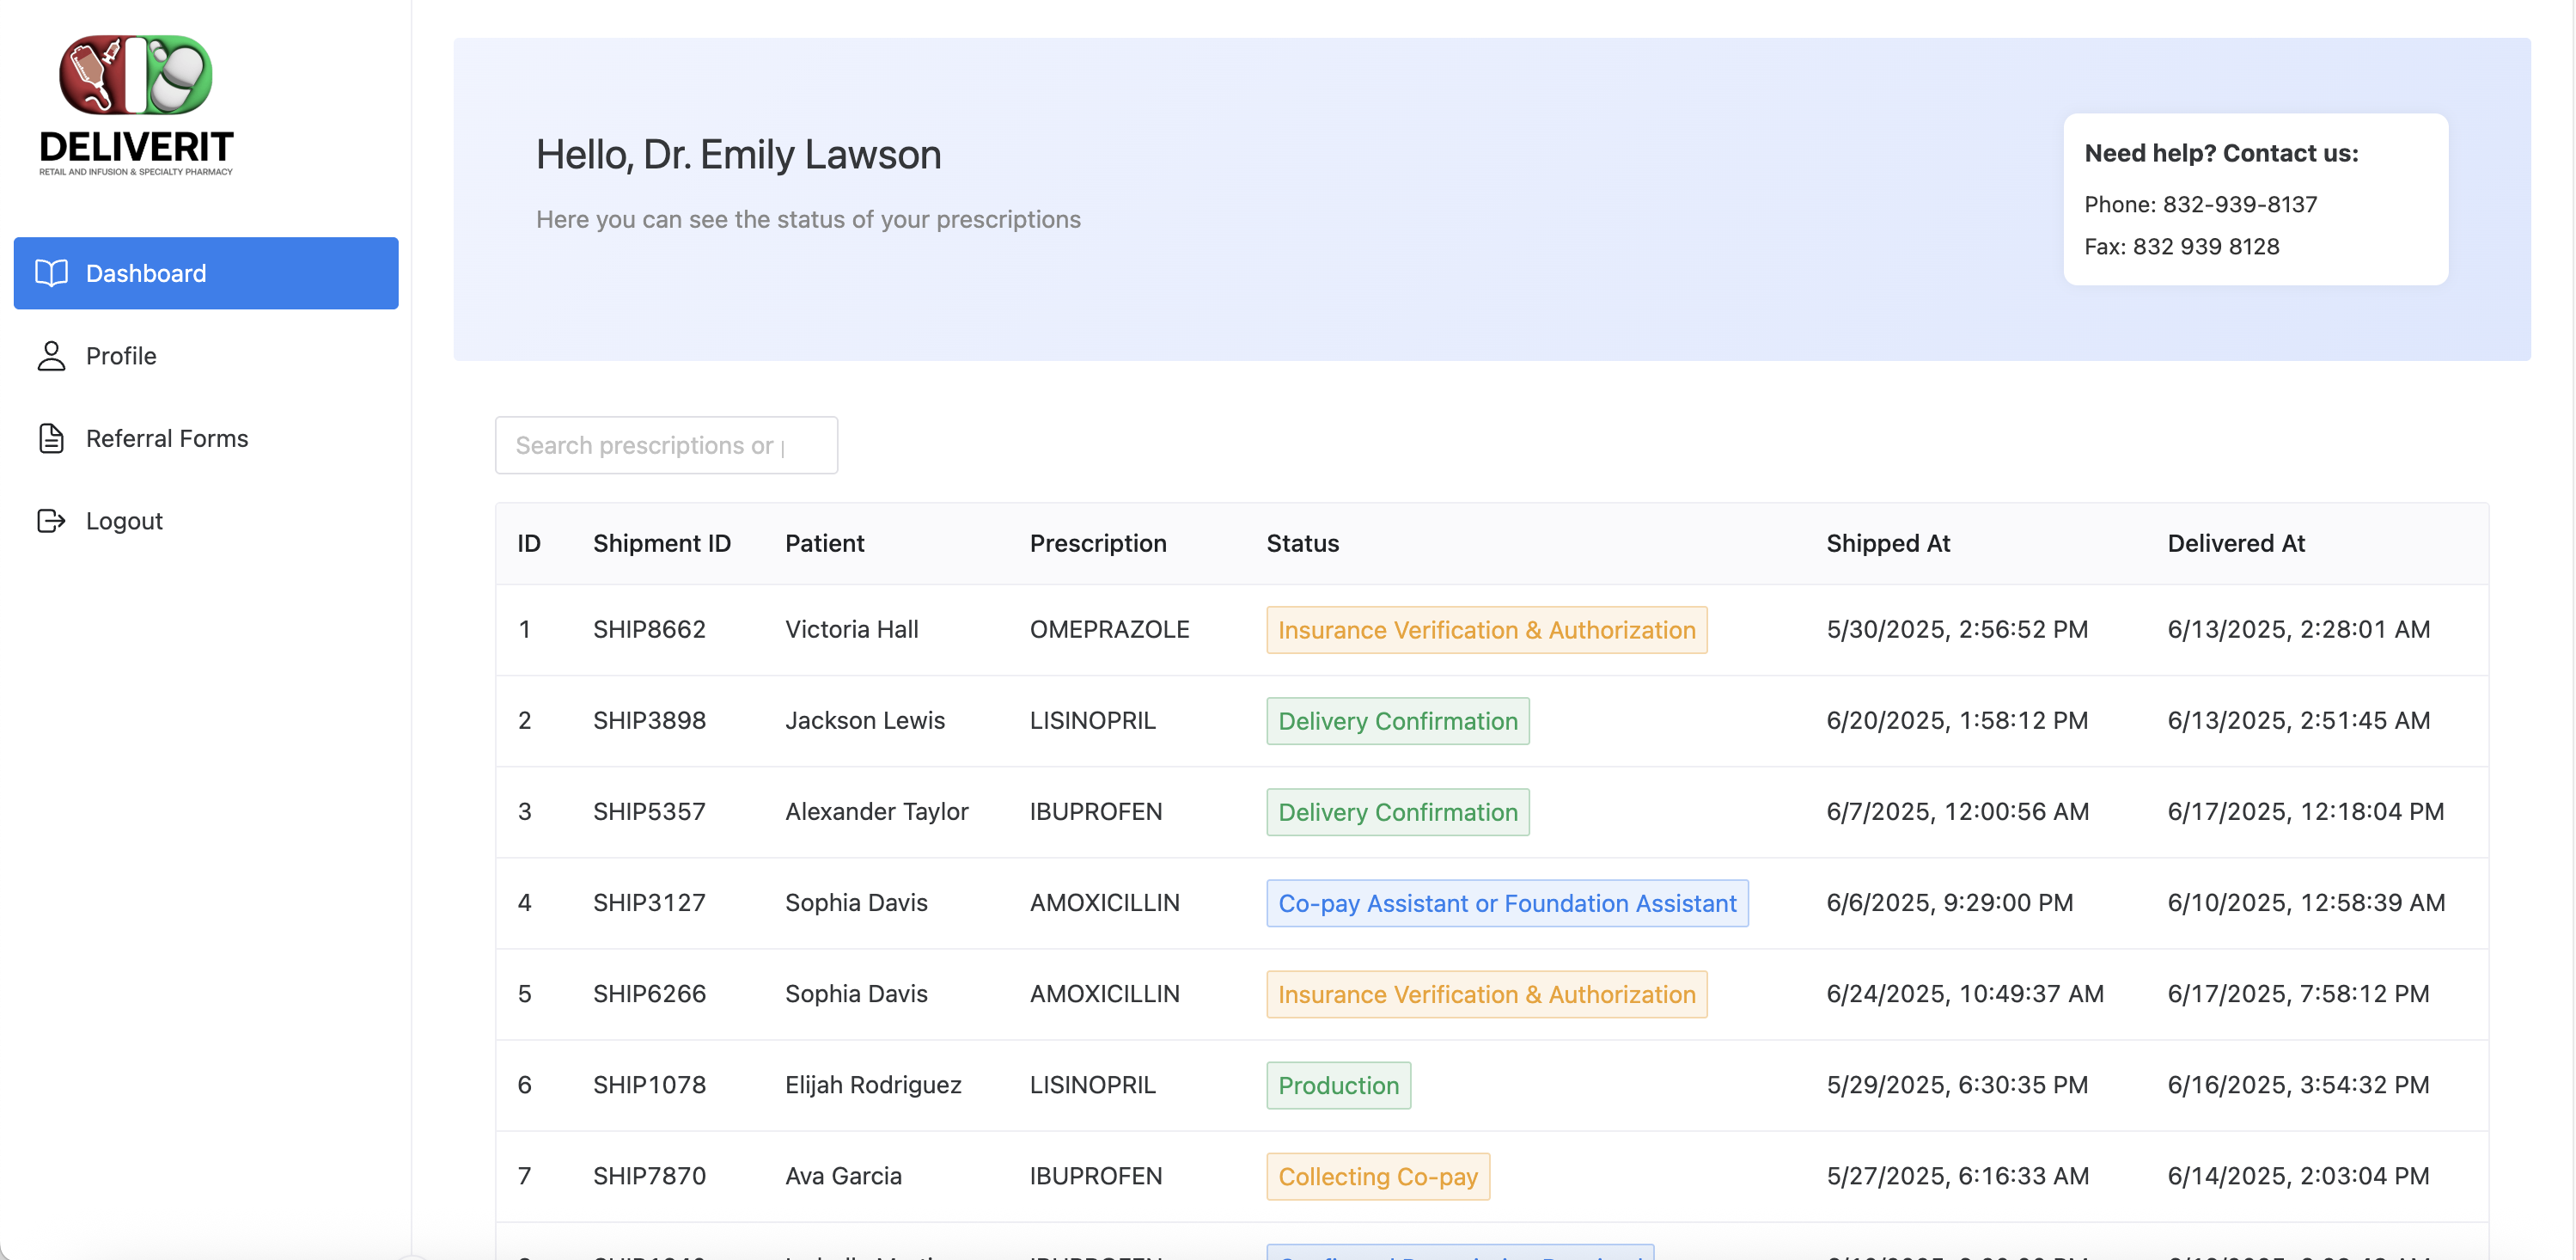 DELIVERIT
RETAIL AND INFUSION & SPECIALTY PHARMACY
Dashboard
Profile
Referral Forms
Logout
Hello, Dr. Emily Lawson
Here you can see the status of your prescriptions
Need help? Contact us:
Phone: 832-939-8137
Fax: 832 939 8128
Search prescriptions or
ID Shipment ID Patient Prescription Status Shipped At Delivered At
1 SHIP8662 Victoria Hall OMEPRAZOLE Insurance Verification & Authorization 5/30/2025, 2:56:52 PM 6/13/2025, 2:28:01 AM
2 SHIP3898 Jackson Lewis LISINOPRIL Delivery Confirmation 6/20/2025, 1:58:12 PM 6/13/2025, 2:51:45 AM
3 SHIP5357 Alexander Taylor IBUPROFEN Delivery Confirmation 6/7/2025, 12:00:56 AM 6/17/2025, 12:18:04 PM
4 SHIP3127 Sophia Davis AMOXICILLIN Co-pay Assistant or Foundation Assistant 6/6/2025, 9:29:00 PM 6/10/2025, 12:58:39 AM
5 SHIP6266 Sophia Davis AMOXICILLIN Insurance Verification & Authorization 6/24/2025, 10:49:37 AM 6/17/2025, 7:58:12 PM
6 SHIP1078 Elijah Rodriguez LISINOPRIL Production 5/29/2025, 6:30:35 PM 6/16/2025, 3:54:32 PM
7 SHIP7870 Ava Garcia IBUPROFEN Collecting Co-pay 5/27/2025, 6:16:33 AM 6/14/2025, 2:03:04 PM